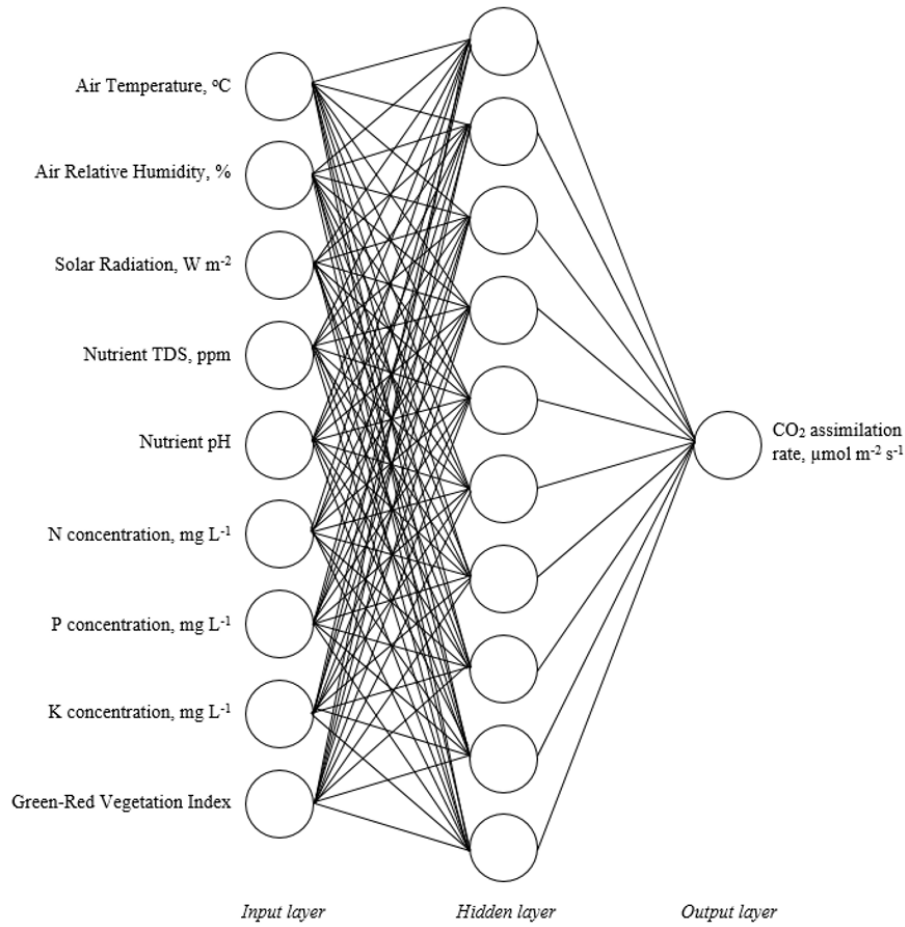 Air Temperature, ºC
Air Relative Humidity, %
Solar Radiation, W m⁻²
Nutrient TDS, ppm
Nutrient pH
N concentration, mg L⁻¹
P concentration, mg L⁻¹
K concentration, mg L⁻¹
Green-Red Vegetation Index
CO₂ assimilation
rate, µmol m⁻² s⁻¹
Input layer
Hidden layer
Output layer